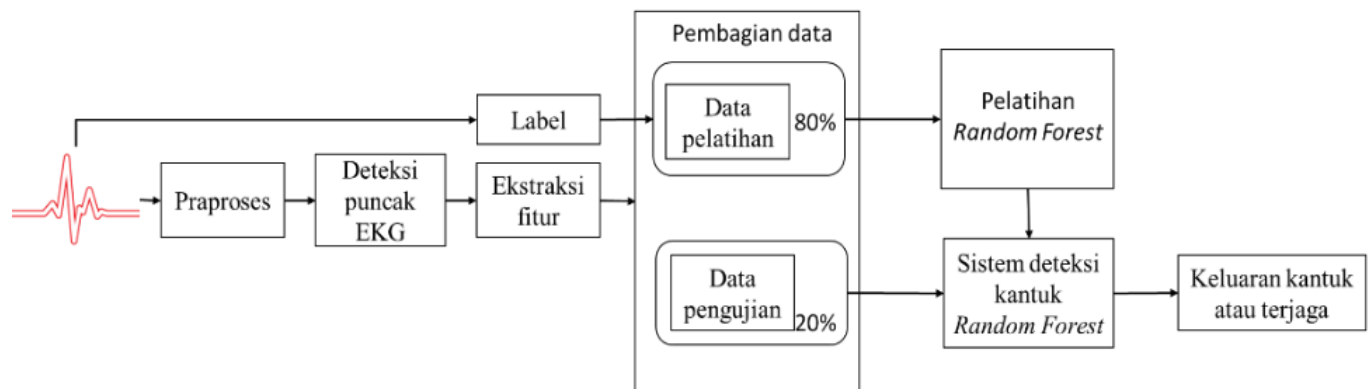 Pembagian data
Label
Data
pelatihan
80%
Pelatihan
Random Forest
Praproses
Deteksi
puncak
EKG
Ekstraksi
fitur
Data
pengujian
20%
Sistem deteksi
kantuk
Random Forest
Keluaran kantuk
atau terjaga